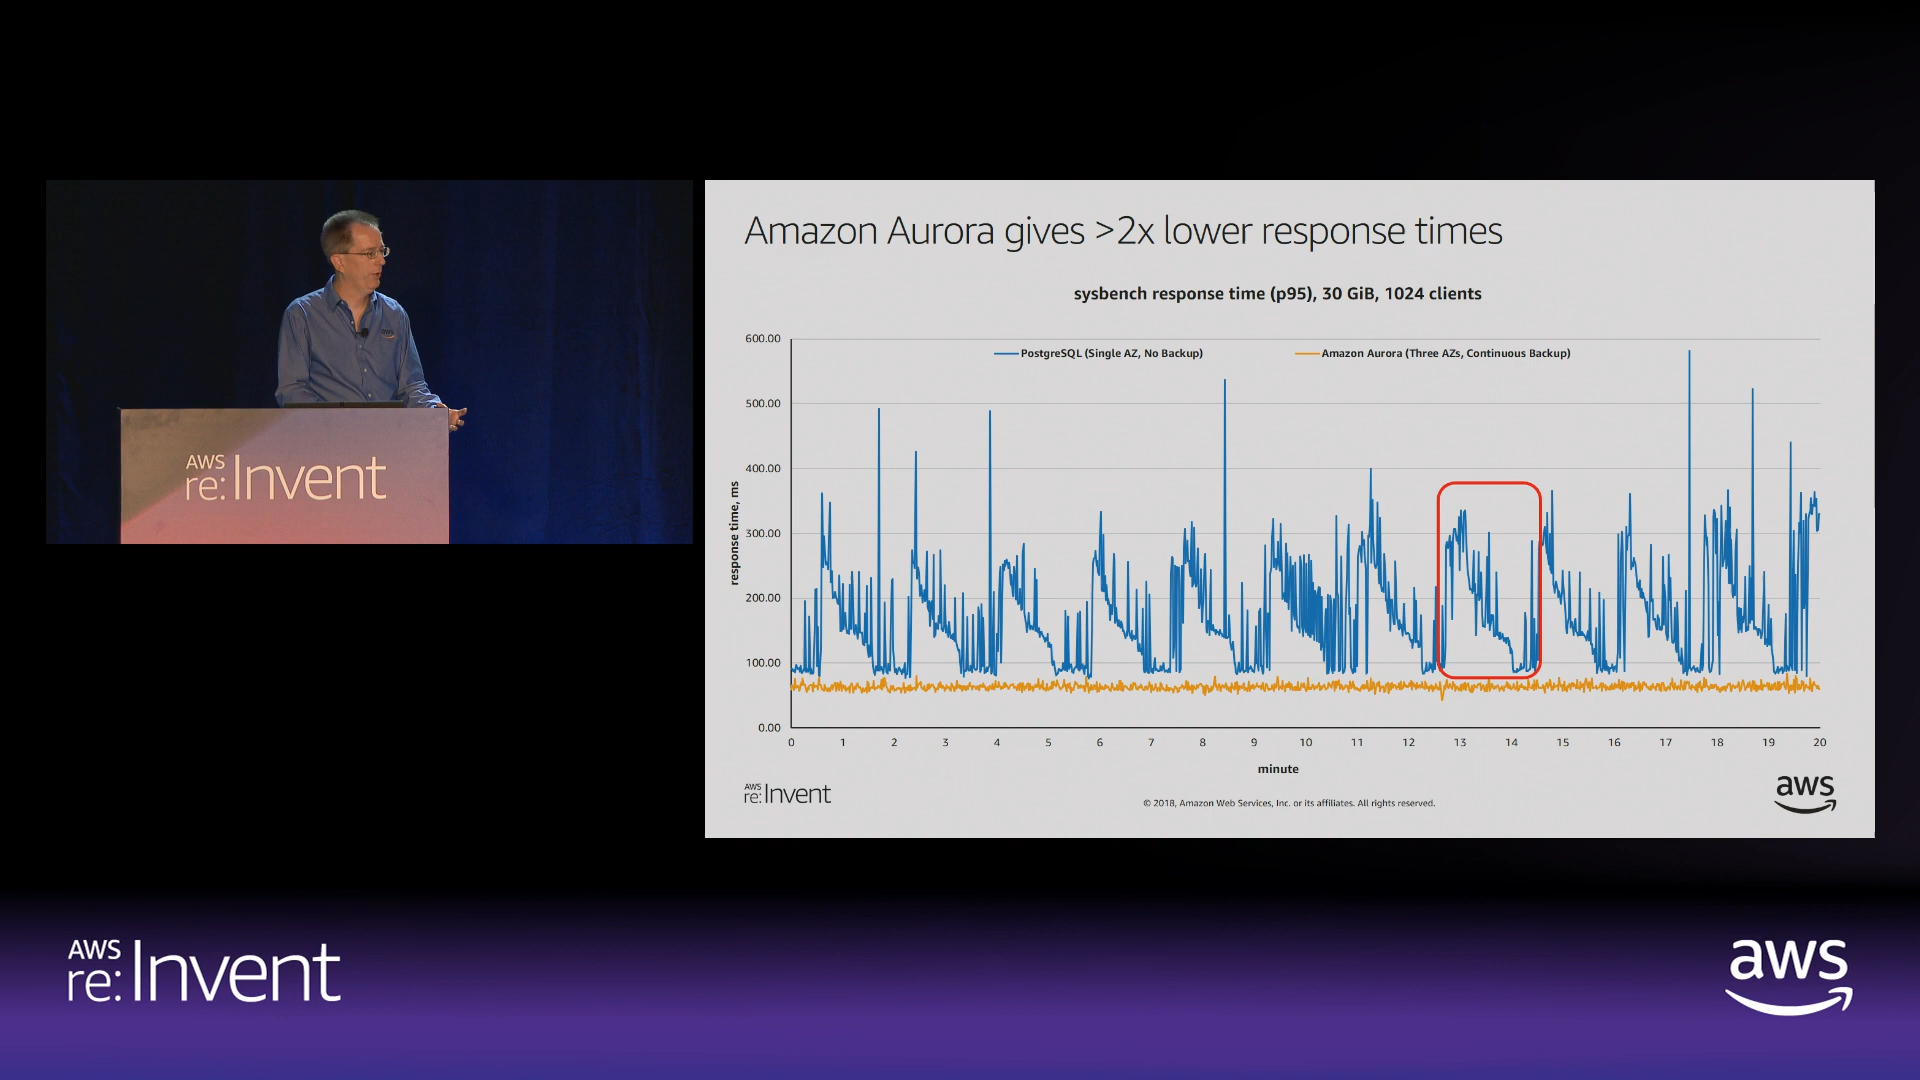 aws
AWS
re:Invent
Amazon Aurora gives >2x lower response times
sysbench response time (p95), 30 GiB, 1024 clients
PostgreSQL (Single AZ, No Backup)
Amazon Aurora (Three AZs, Continuous Backup)
response time, ms
600.00
500.00
400.00
300.00
200.00
100.00
0.00
0 1 2 3 4 5 6 7 8 9 10 11 12 13 14 15 16 17 18 19 20
minute
AWS
re:Invent
© 2018, Amazon Web Services, Inc. or its affiliates. All rights reserved.
aws
AWS
re:Invent
aws